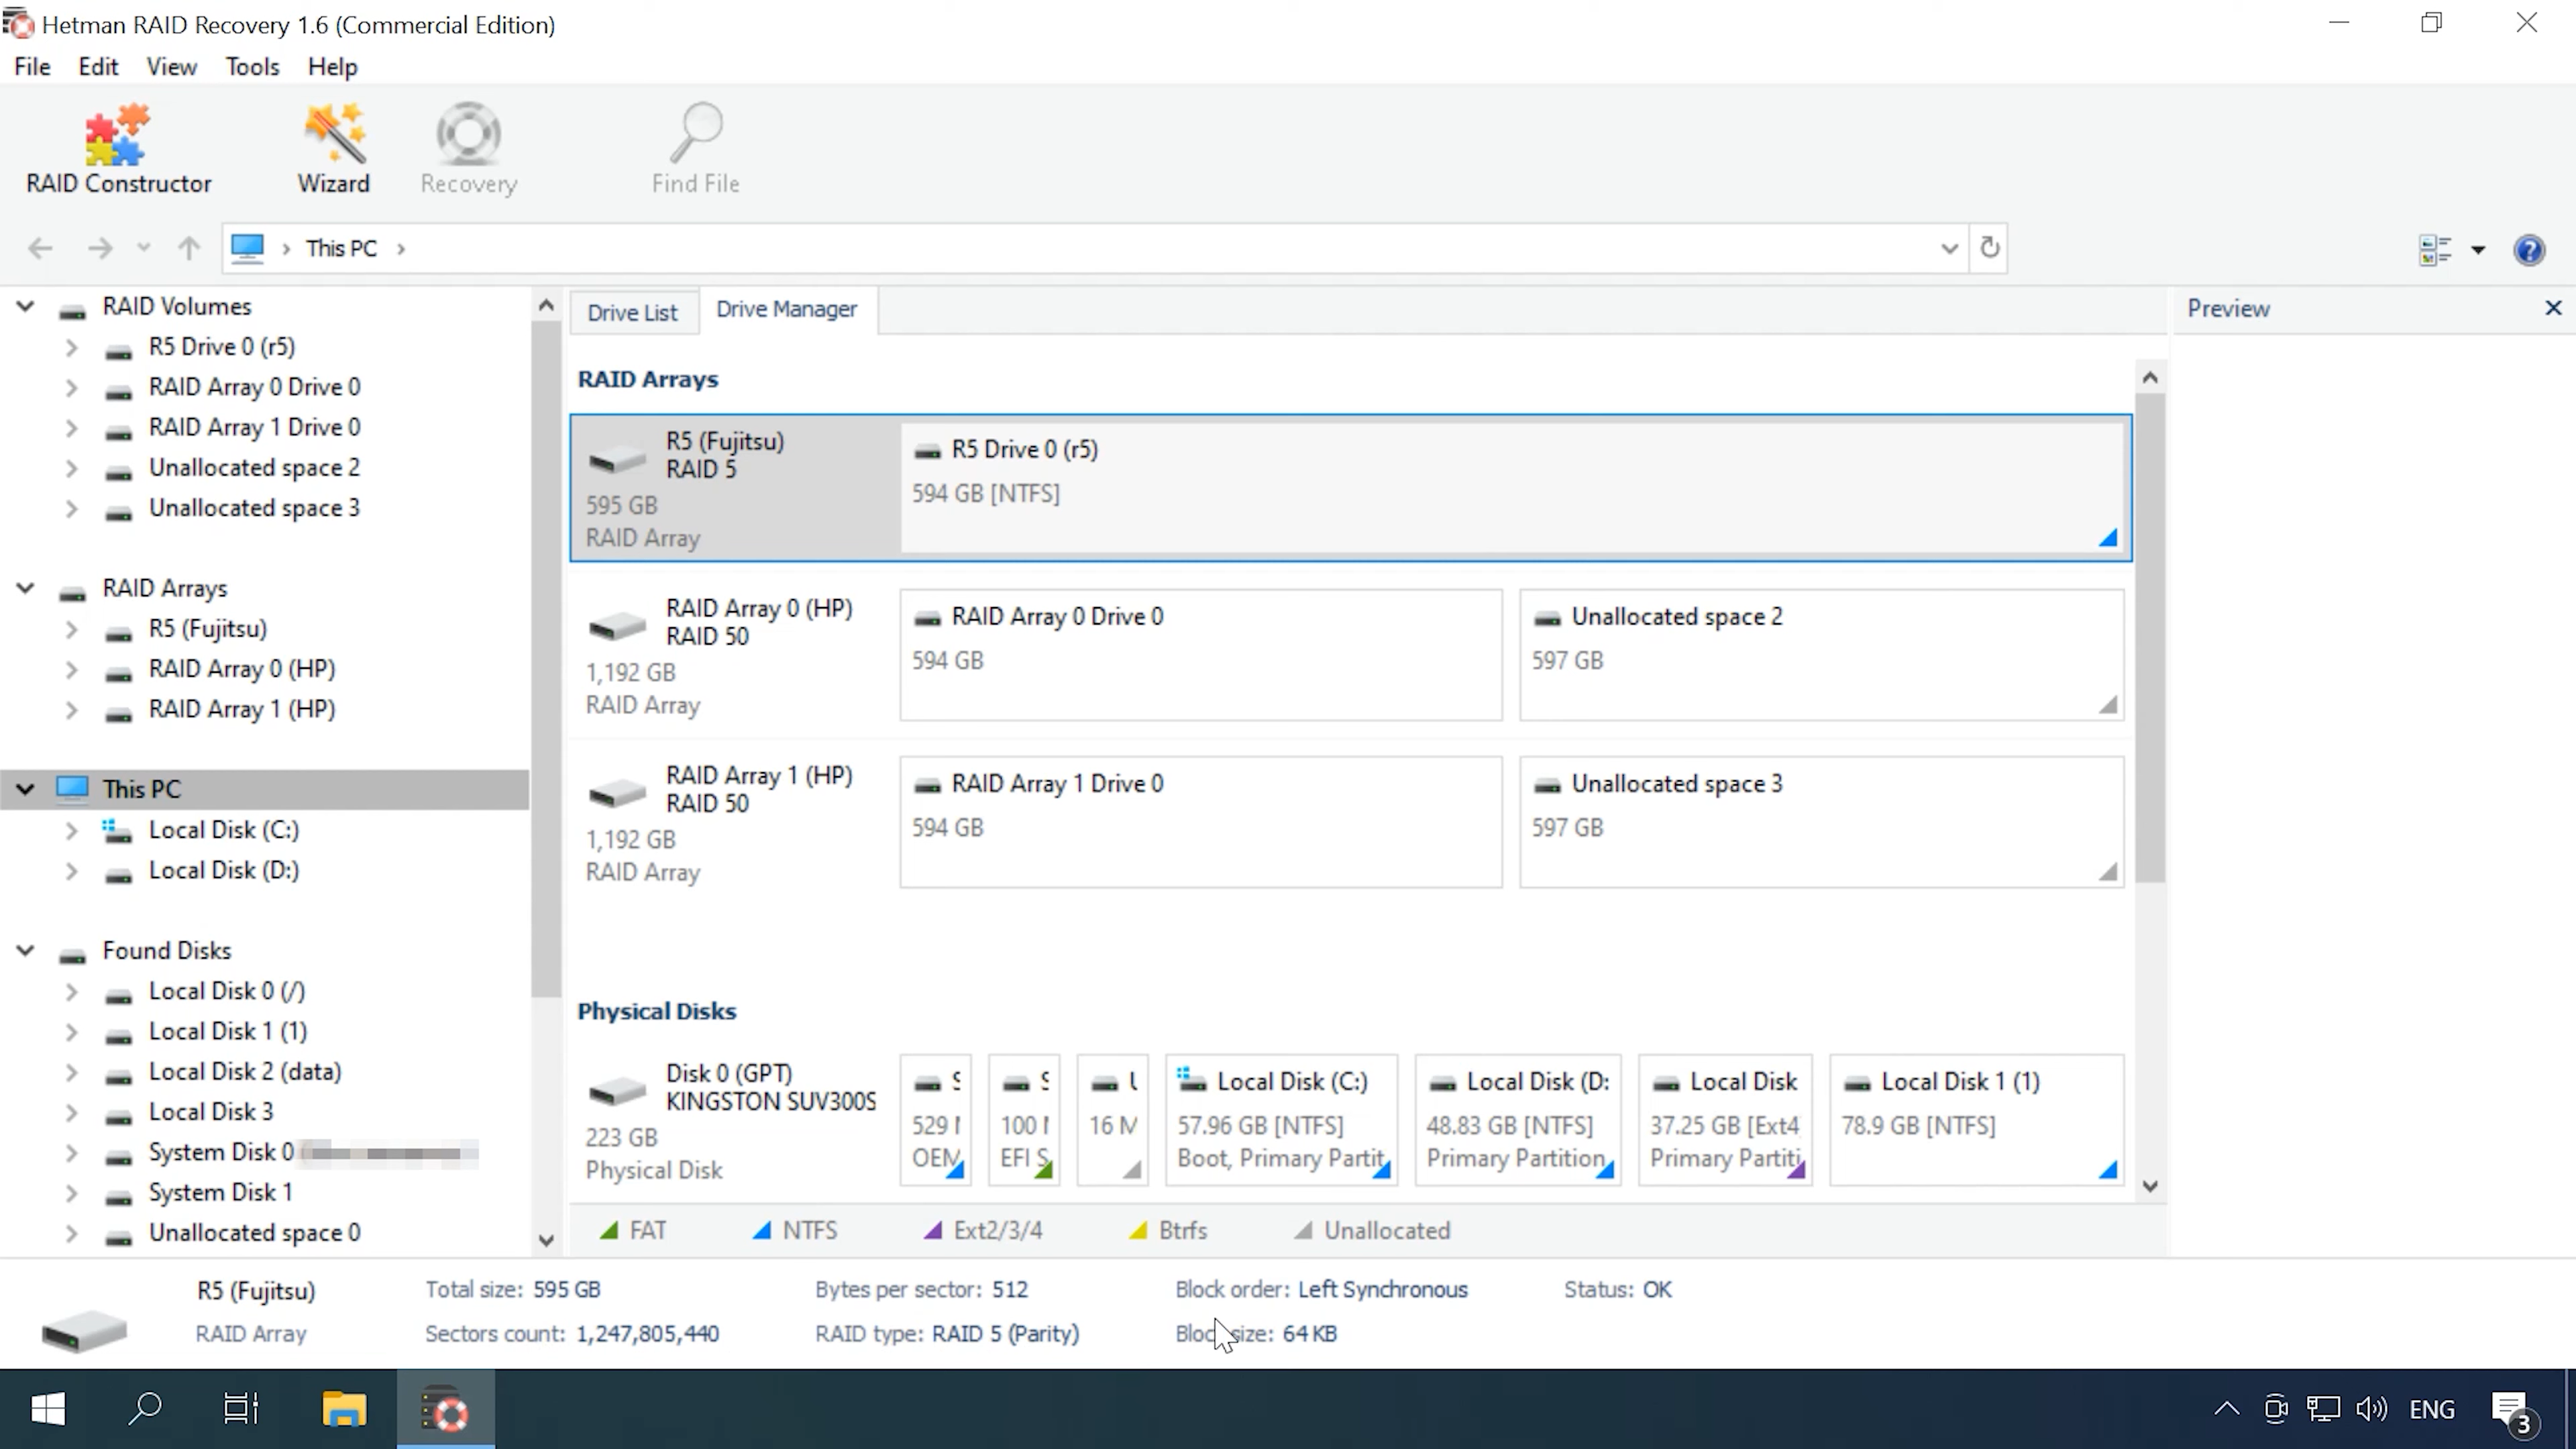 Hetman RAID Recovery 1.6 (Commercial Edition)
File Edit View Tools Help
RAID Constructor Wizard Recovery Find File
This PC
RAID Volumes
R5 Drive 0 (r5)
RAID Array 0 Drive 0
RAID Array 1 Drive 0
Unallocated space 2
Unallocated space 3
RAID Arrays
R5 (Fujitsu)
RAID Array 0 (HP)
RAID Array 1 (HP)
This PC
Local Disk (C:)
Local Disk (D:)
Found Disks
Local Disk 0 (/)
Local Disk 1 (1)
Local Disk 2 (data)
Local Disk 3
System Disk 0
System Disk 1
Unallocated space 0
Drive List Drive Manager
RAID Arrays
R5 (Fujitsu)
RAID 5
595 GB
RAID Array
R5 Drive 0 (r5)
594 GB [NTFS]
RAID Array 0 (HP)
RAID 50
1,192 GB
RAID Array
RAID Array 0 Drive 0
594 GB
Unallocated space 2
597 GB
RAID Array 1 (HP)
RAID 50
1,192 GB
RAID Array
RAID Array 1 Drive 0
594 GB
Unallocated space 3
597 GB
Physical Disks
Disk 0 (GPT)
KINGSTON SUV300S
223 GB
Physical Disk
529
OEM
100
EFI S
16 M
Local Disk (C:)
57.96 GB [NTFS]
Boot, Primary Partit
Local Disk (D:
48.83 GB [NTFS]
Primary Partition
Local Disk
37.25 GB [Ext4
Primary Partiti
Local Disk 1 (1)
78.9 GB [NTFS]
FAT NTFS Ext2/3/4 Btrfs Unallocated
Preview
R5 (Fujitsu)
RAID Array
Total size: 595 GB
Sectors count: 1,247,805,440
Bytes per sector: 512
RAID type: RAID 5 (Parity)
Block order: Left Synchronous
Block size: 64 KB
Status: OK
ENG
3